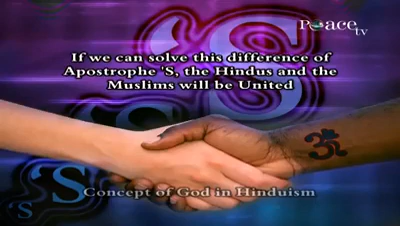 Peace
tv
If we can solve this difference of
Apostrophe 'S, the Hindus and the
Muslims will be United
'S
'S
'S
ॐ
Concept of God in Hinduism